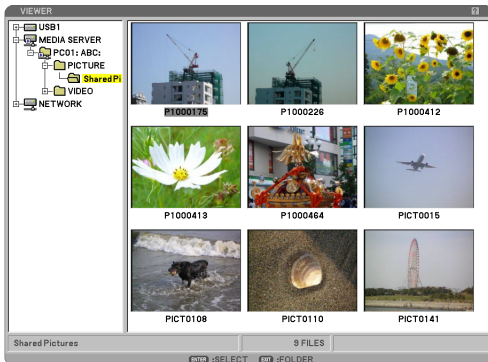 VIEWER
USB1
MEDIA SERVER
PC01: ABC:
PICTURE
Shared Pi
VIDEO
NETWORK
P1000175 P1000226 P1000412
P1000413 P1000464 PICT0015
PICT0108 PICT0110 PICT0141
Shared Pictures 9 FILES
ENTER :SELECT EXIT :FOLDER